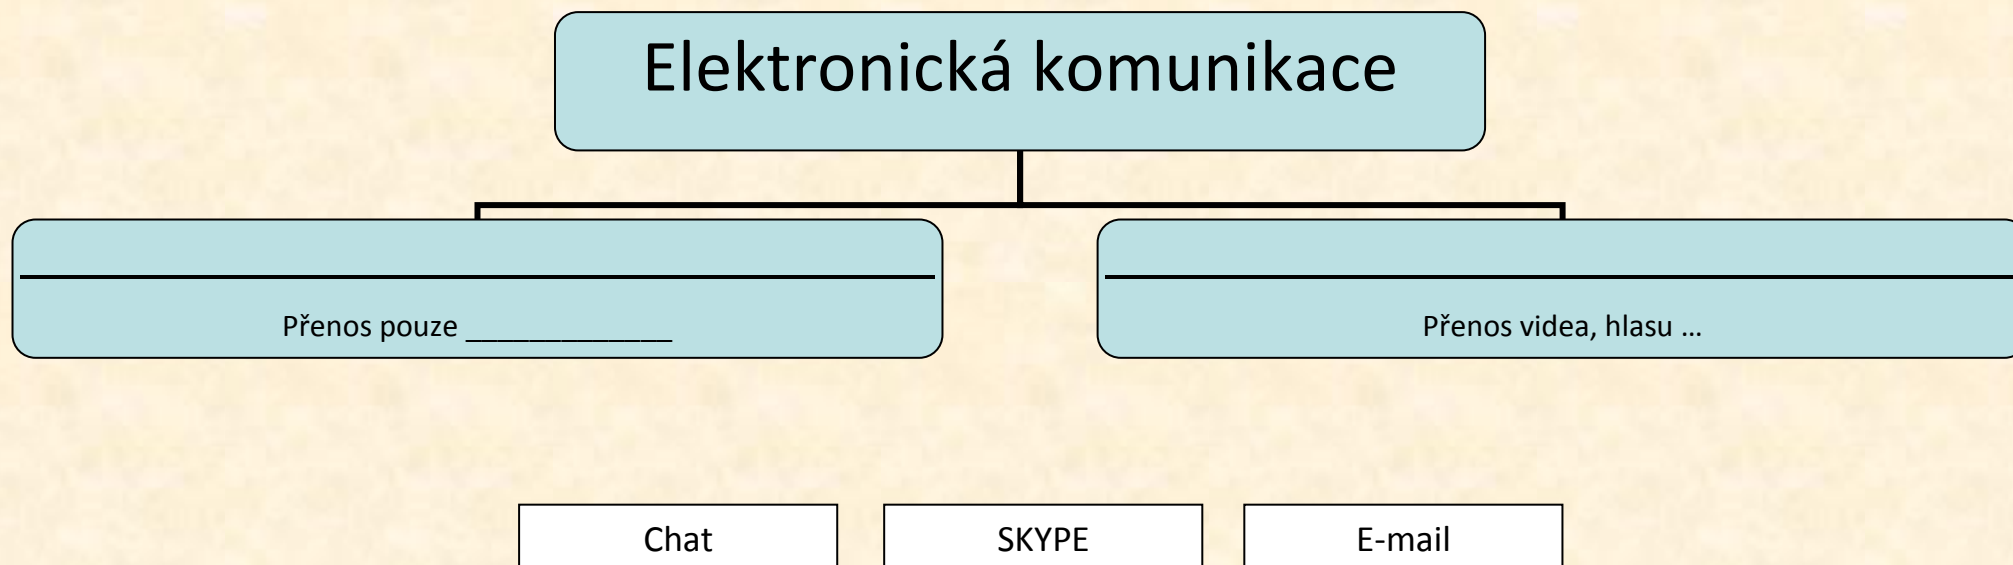 Elektronická komunikace
Přenos pouze _____________
Přenos videa, hlasu ...
Chat
SKYPE
E-mail